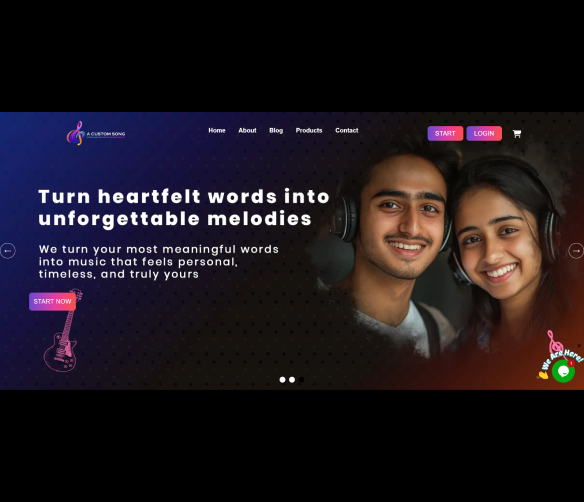 A CUSTOM SONG
Home
About
Blog
Products
Contact
START
LOGIN
Turn heartfelt words into
unforgettable melodies
We turn your most meaningful words
into music that feels personal,
timeless, and truly yours
START NOW
We Are Here!